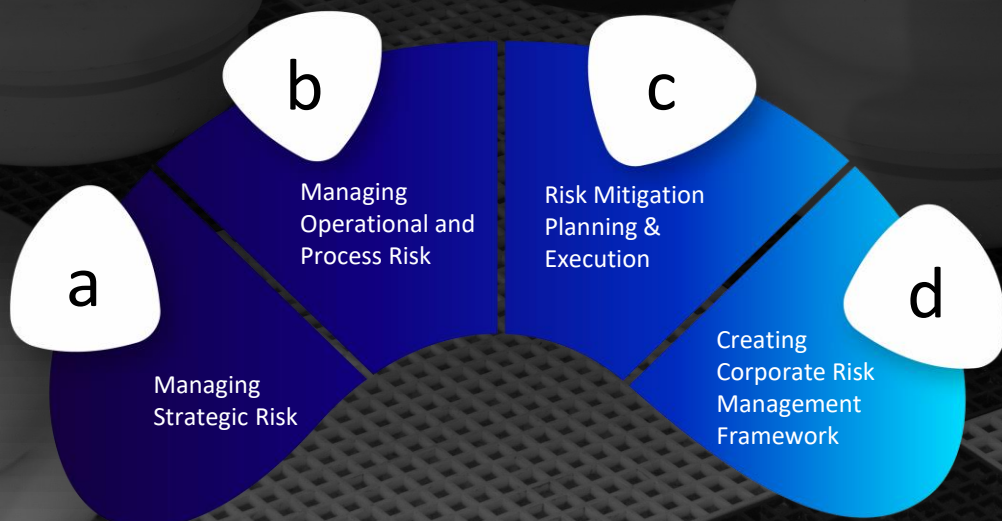 a
Managing
Strategic Risk
b
Managing
Operational and
Process Risk
c
Risk Mitigation
Planning &
Execution
d
Creating
Corporate Risk
Management
Framework